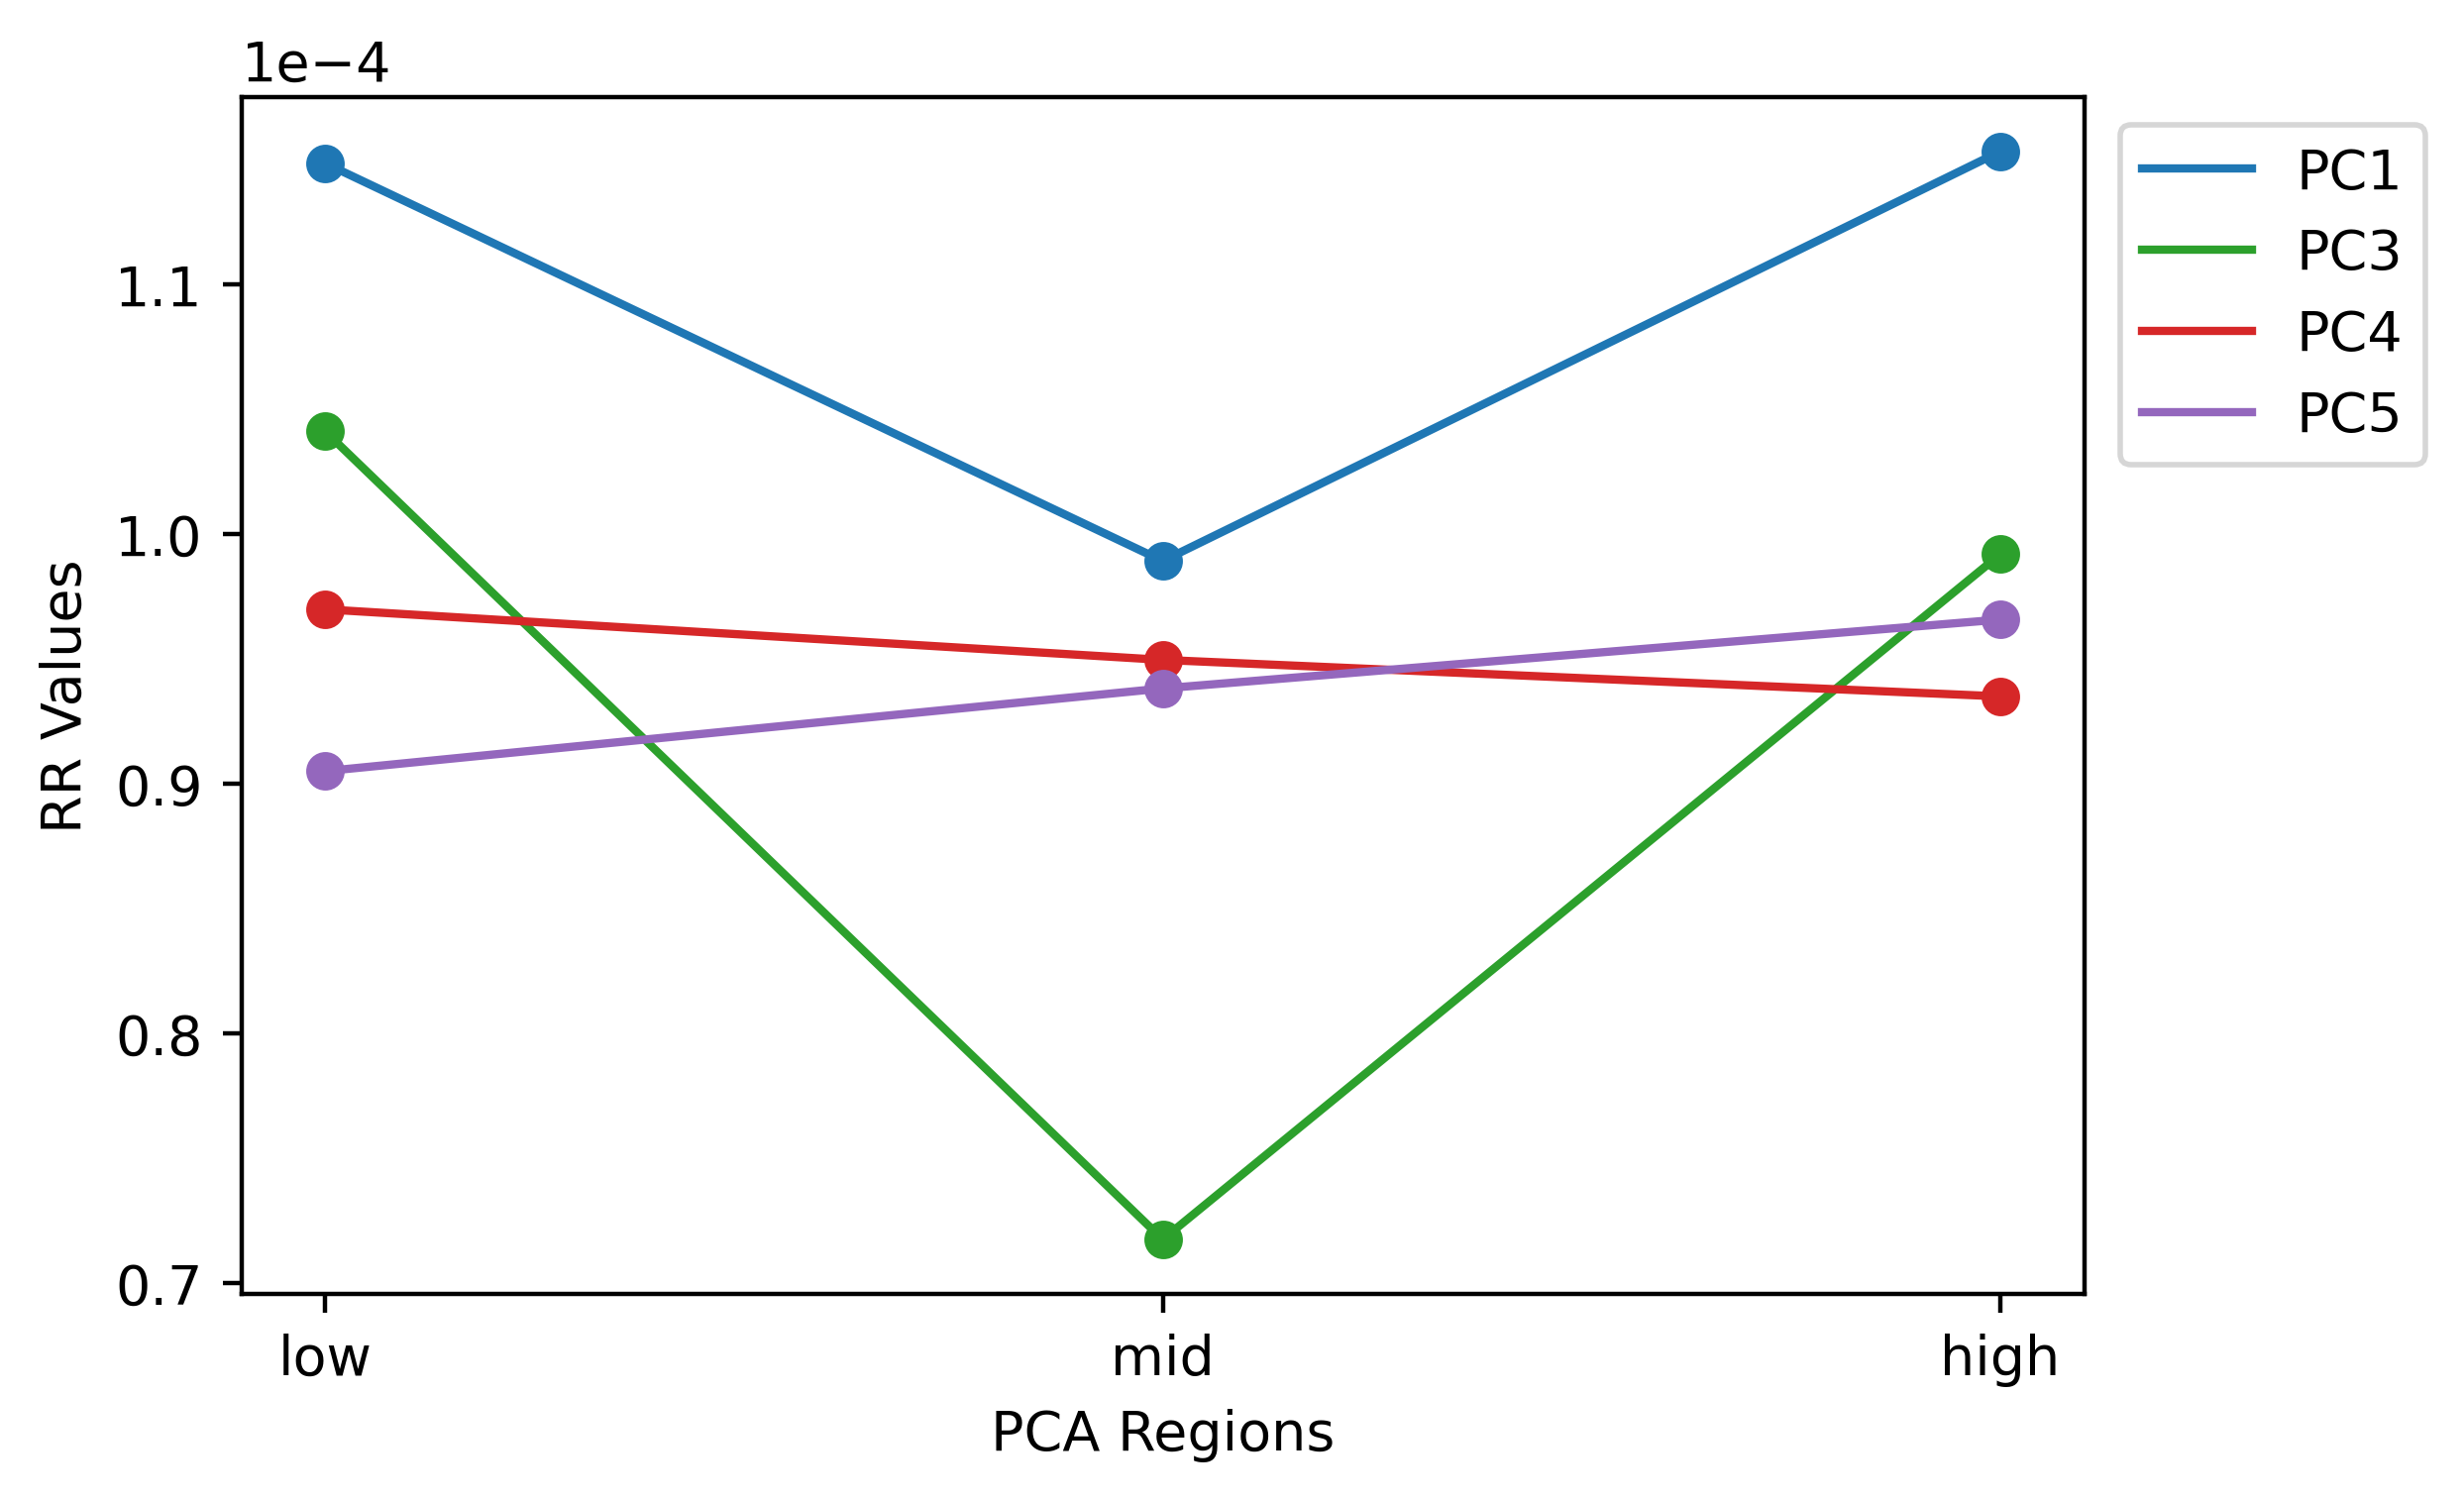 1e−4
1.1
1.0
0.9
0.8
0.7
RR Values
low
mid
high
PCA Regions
PC1
PC3
PC4
PC5